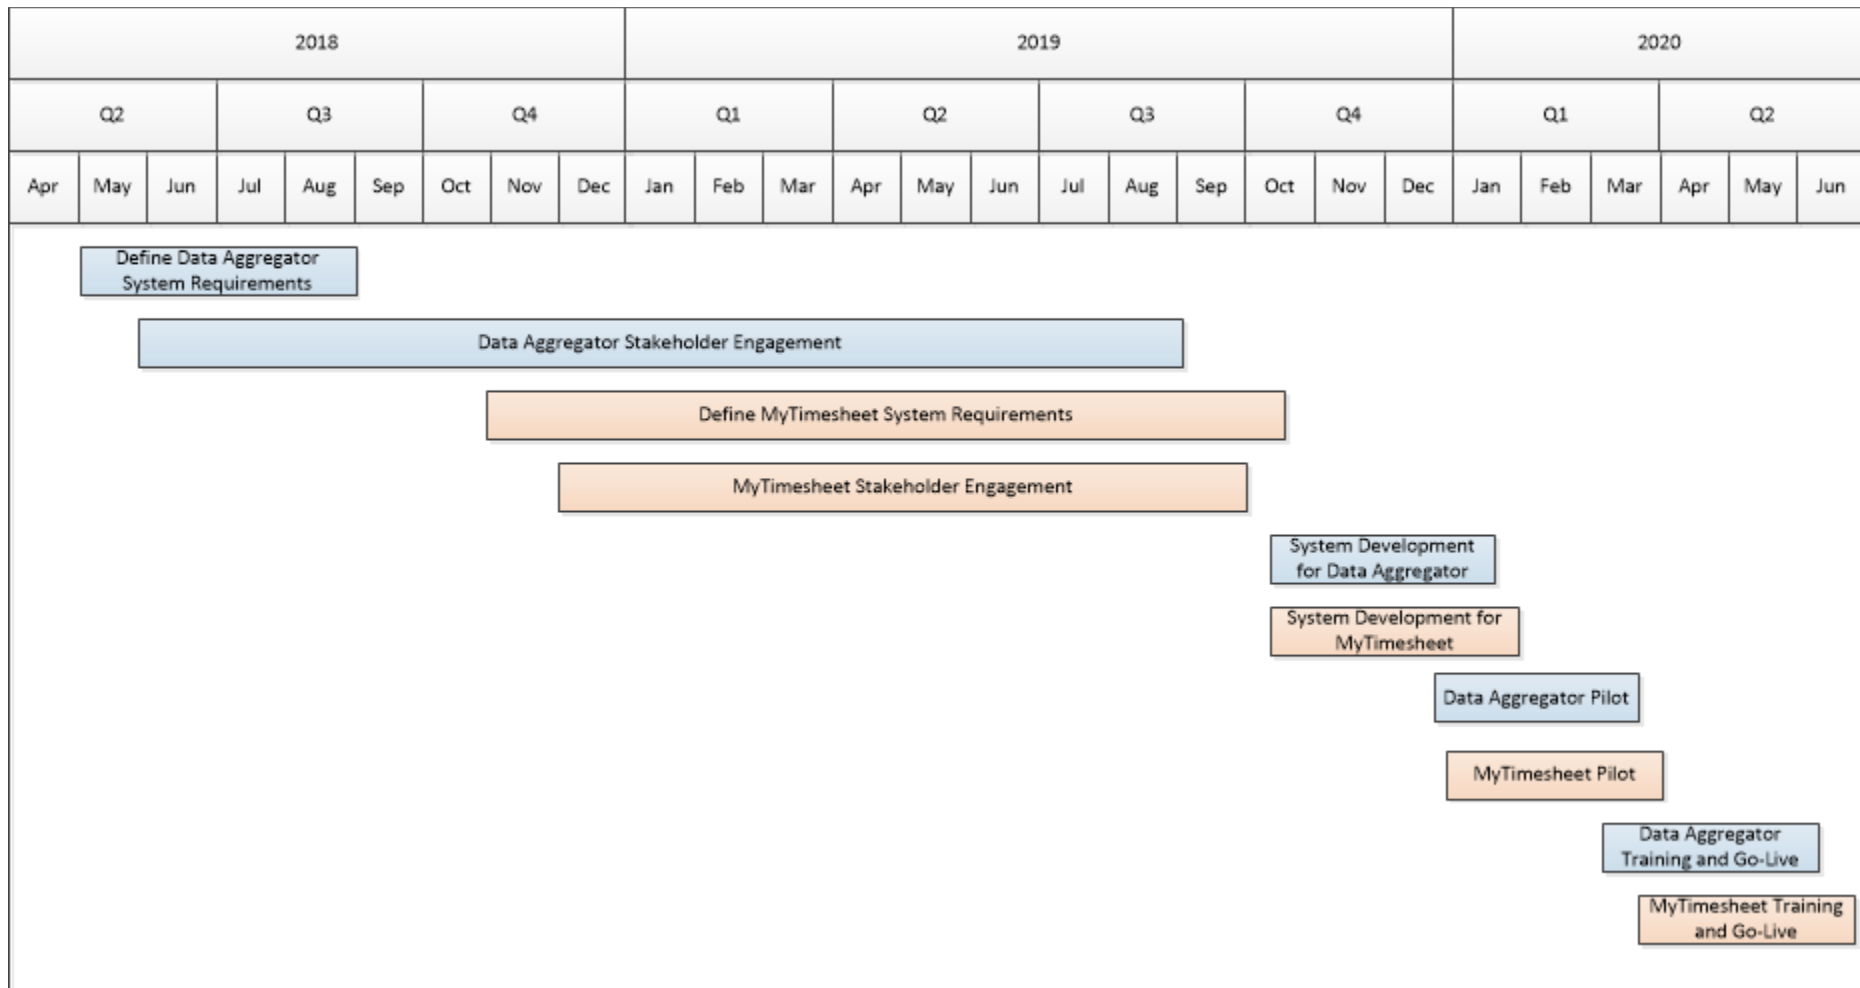 2018 2019 2020
Q2 Q3 Q4 Q1 Q2 Q3 Q4 Q1 Q2
Apr May Jun Jul Aug Sep Oct Nov Dec Jan Feb Mar Apr May Jun Jul Aug Sep Oct Nov Dec Jan Feb Mar Apr May Jun
Define Data Aggregator
System Requirements
Data Aggregator Stakeholder Engagement
Define MyTimesheet System Requirements
MyTimesheet Stakeholder Engagement
System Development
for Data Aggregator
System Development for
MyTimesheet
Data Aggregator Pilot
MyTimesheet Pilot
Data Aggregator
Training and Go-Live
MyTimesheet Training
and Go-Live